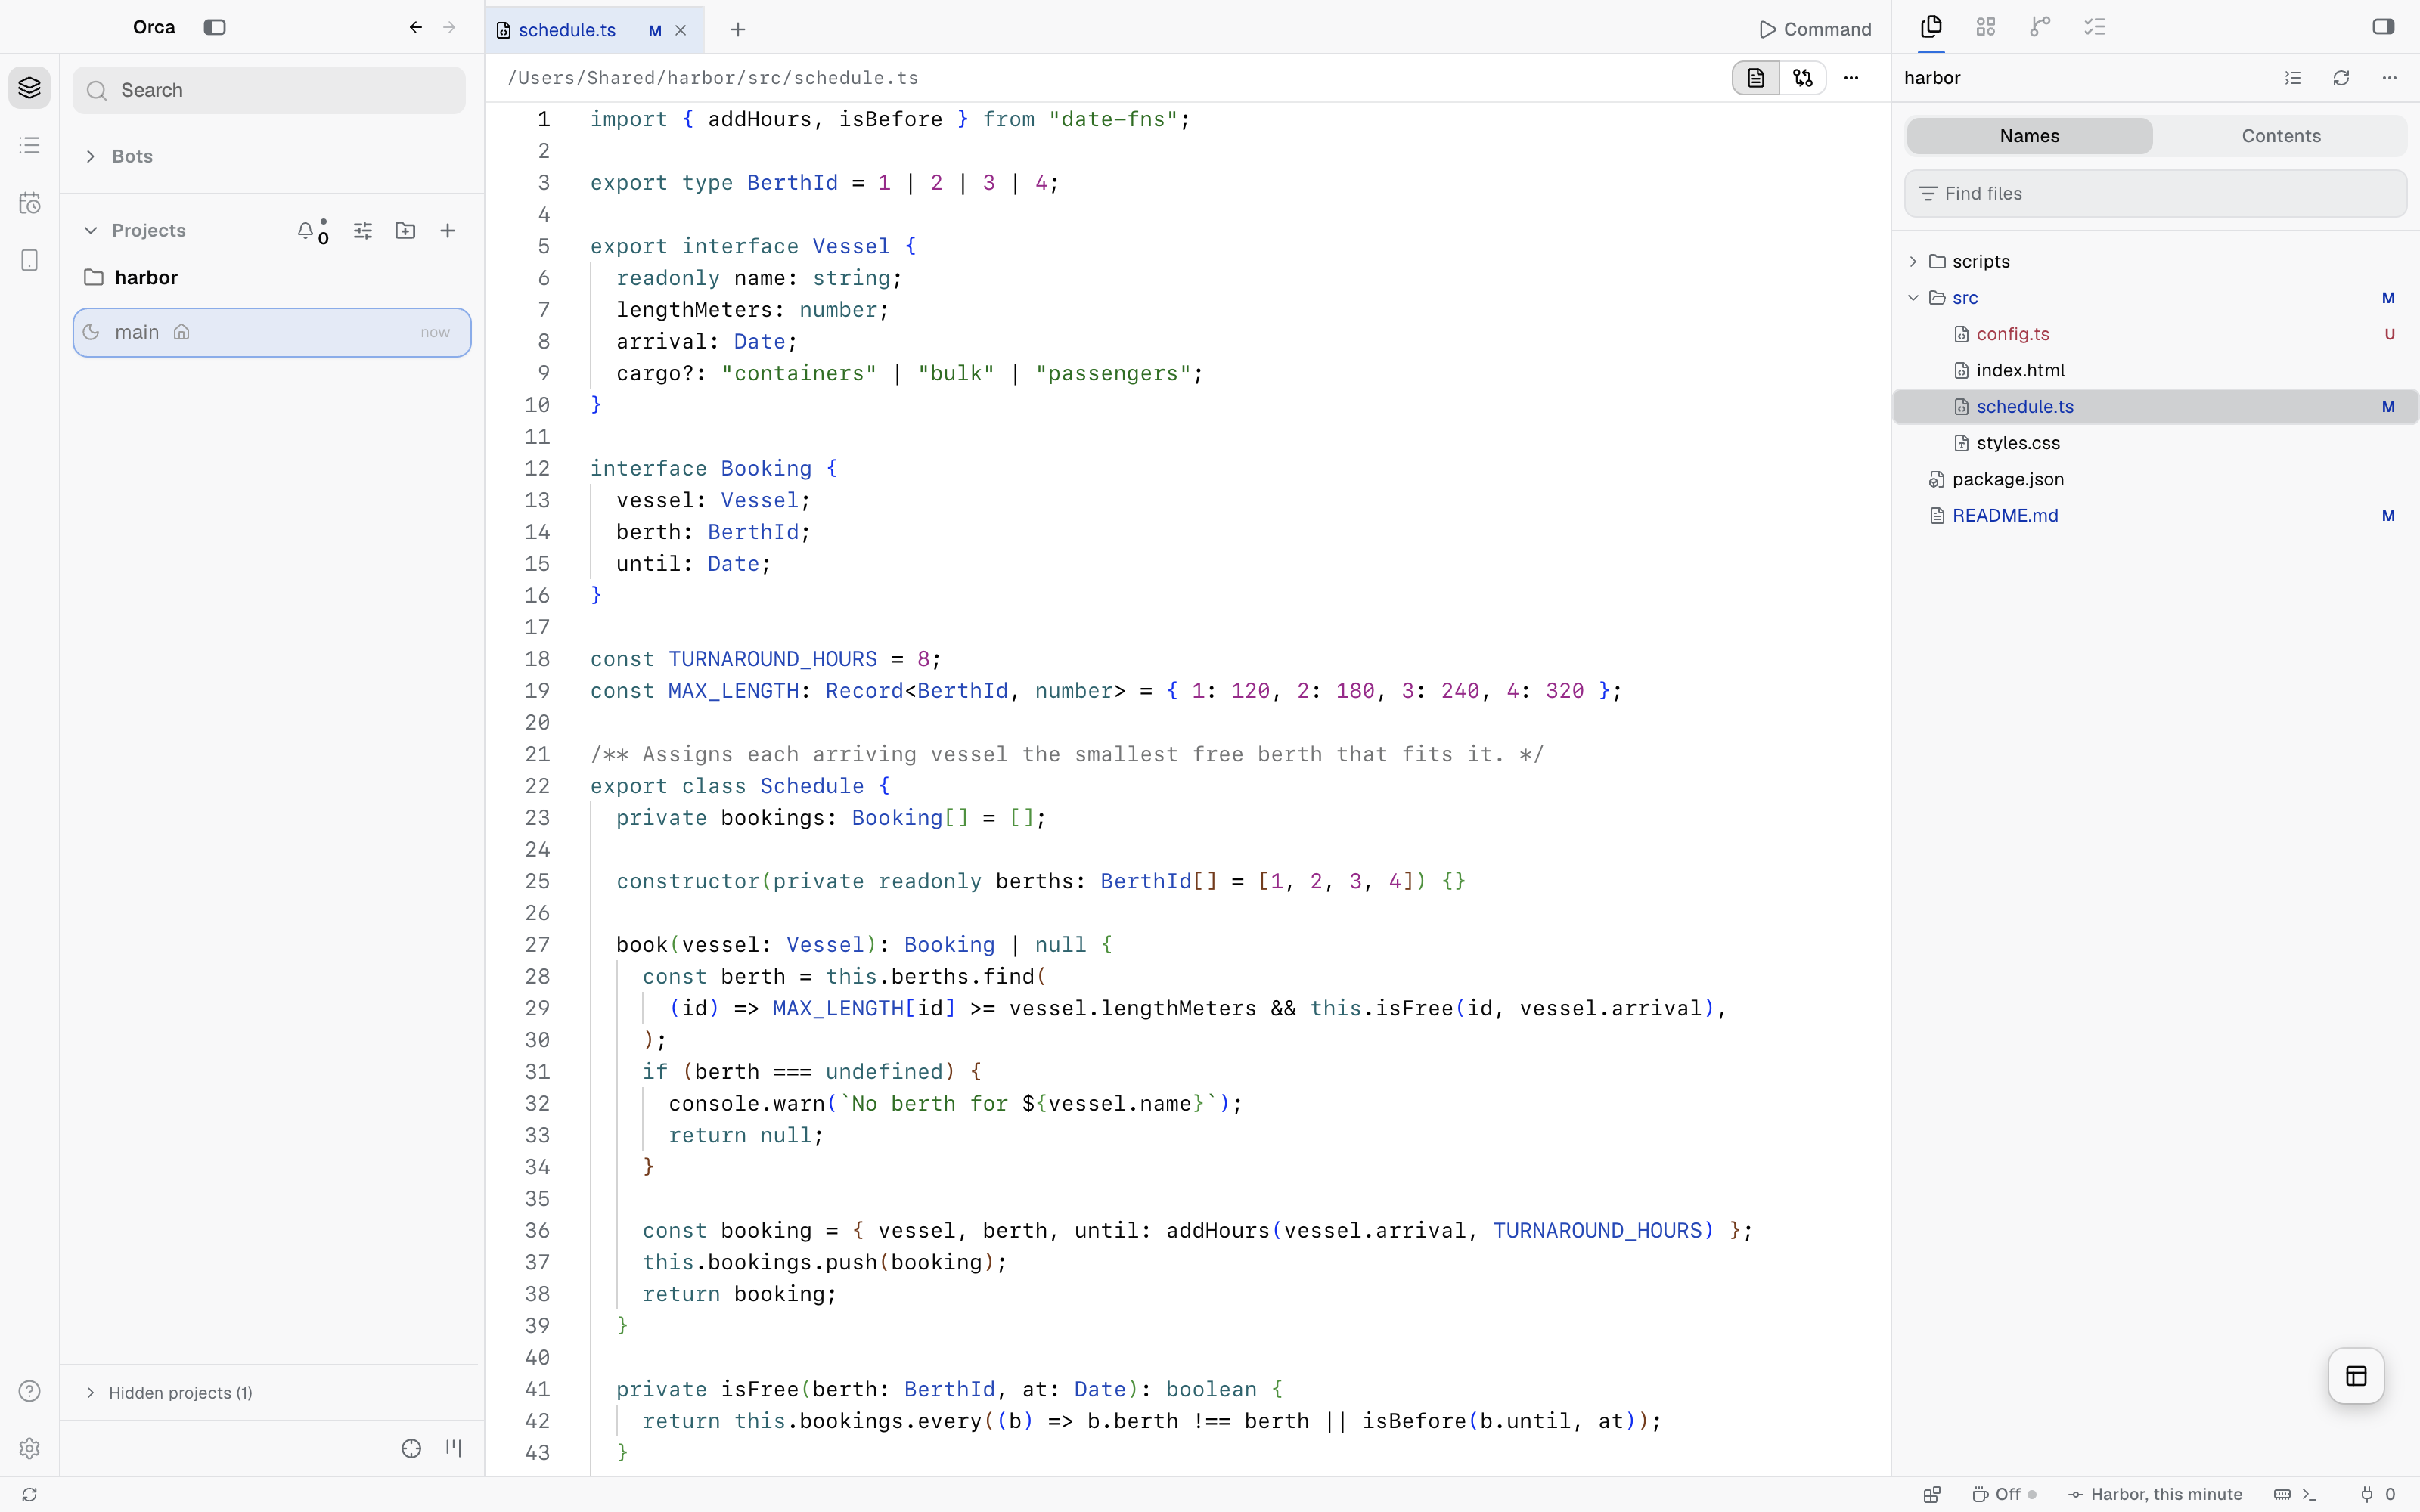 Orca
schedule.ts M
Command
Search
Bots
Projects 0
harbor
main now
Hidden projects (1)
/Users/Shared/harbor/src/schedule.ts
1 import { addHours, isBefore } from "date-fns";
2
3 export type BerthId = 1 | 2 | 3 | 4;
4
5 export interface Vessel {
6 readonly name: string;
7 lengthMeters: number;
8 arrival: Date;
9 cargo?: "containers" | "bulk" | "passengers";
10 }
11
12 interface Booking {
13 vessel: Vessel;
14 berth: BerthId;
15 until: Date;
16 }
17
18 const TURNAROUND_HOURS = 8;
19 const MAX_LENGTH: Record<BerthId, number> = { 1: 120, 2: 180, 3: 240, 4: 320 };
20
21 /** Assigns each arriving vessel the smallest free berth that fits it. */
22 export class Schedule {
23 private bookings: Booking[] = [];
24
25 constructor(private readonly berths: BerthId[] = [1, 2, 3, 4]) {}
26
27 book(vessel: Vessel): Booking | null {
28 const berth = this.berths.find(
29 (id) => MAX_LENGTH[id] >= vessel.lengthMeters && this.isFree(id, vessel.arrival),
30 );
31 if (berth === undefined) {
32 console.warn(`No berth for ${vessel.name}`);
33 return null;
34 }
35
36 const booking = { vessel, berth, until: addHours(vessel.arrival, TURNAROUND_HOURS) };
37 this.bookings.push(booking);
38 return booking;
39 }
40
41 private isFree(berth: BerthId, at: Date): boolean {
42 return this.bookings.every((b) => b.berth !== berth || isBefore(b.until, at));
43 }
harbor
Names Contents
Find files
scripts
src M
config.ts U
index.html
schedule.ts M
styles.css
package.json
README.md M
Off Harbor, this minute 0